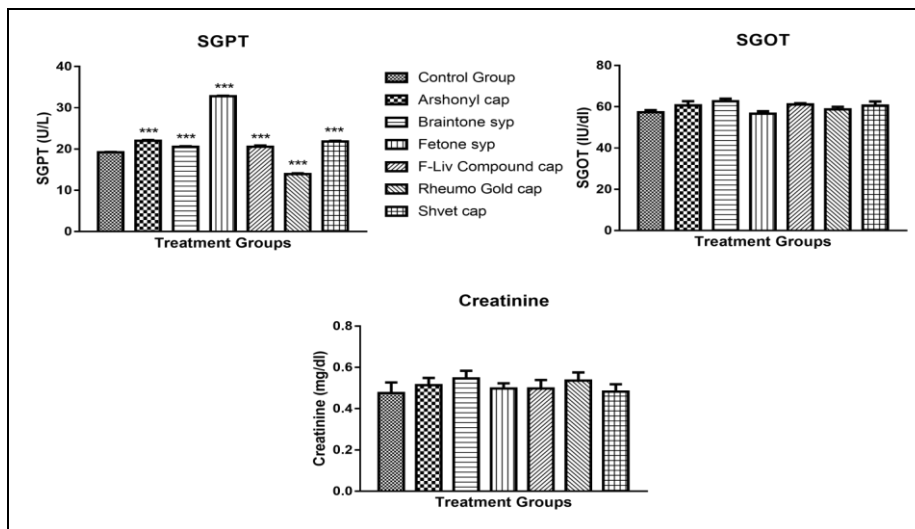 SGPT
SGPT (U/L)
40
30
20
10
0
***
***
***
***
***
***
Treatment Groups
Control Group
Arshonyl cap
Braintone syp
Fetone syp
F-Liv Compound cap
Rheumo Gold cap
Shvet cap
SGOT
SGOT (IU/dl)
80
60
40
20
0
Treatment Groups
Creatinine
Creatinine (mg/dl)
0.8
0.6
0.4
0.2
0.0
Treatment Groups